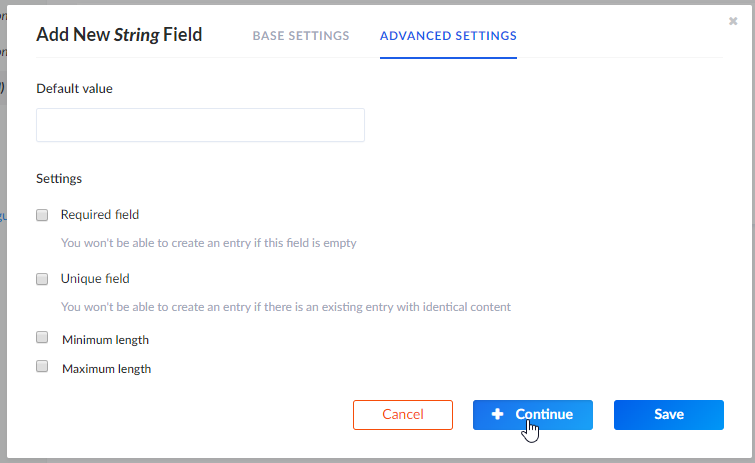 Add New String Field BASE SETTINGS ADVANCED SETTINGS
Default value
Settings
Required field
You won't be able to create an entry if this field is empty
Unique field
You won't be able to create an entry if there is an existing entry with identical content
Minimum length
Maximum length
Cancel Continue Save